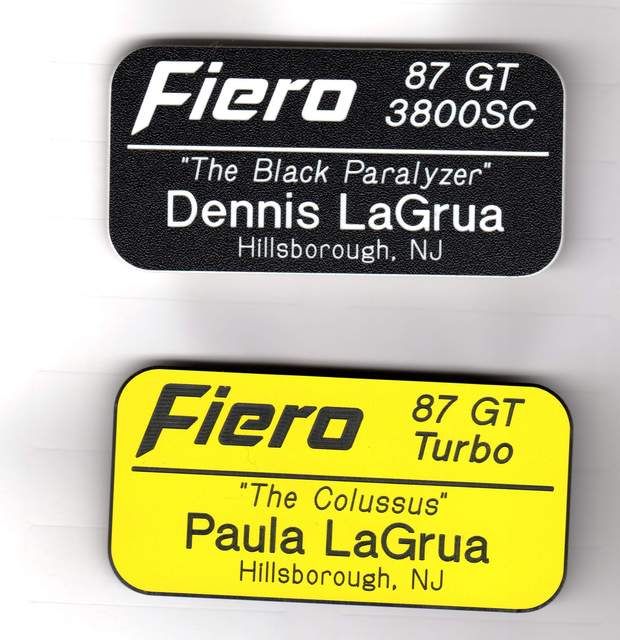 Fiero 87 GT
3800SC
"The Black Paralyzer"
Dennis LaGrua
Hillsborough, NJ
Fiero 87 GT
Turbo
"The Colussus"
Paula LaGrua
Hillsborough, NJ